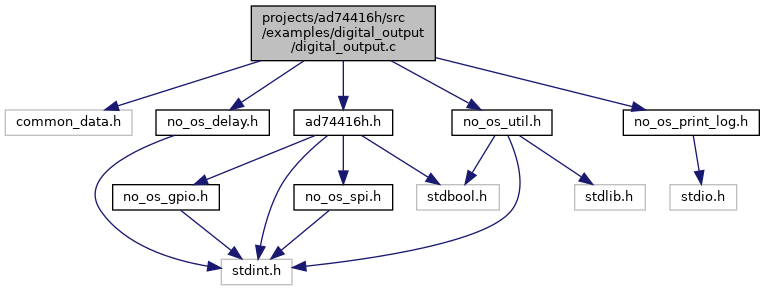 projects/ad74416h/src
/examples/digital_output
/digital_output.c
common_data.h
no_os_delay.h
ad74416h.h
no_os_util.h
no_os_print_log.h
no_os_gpio.h
no_os_spi.h
stdbool.h
stdlib.h
stdio.h
stdint.h